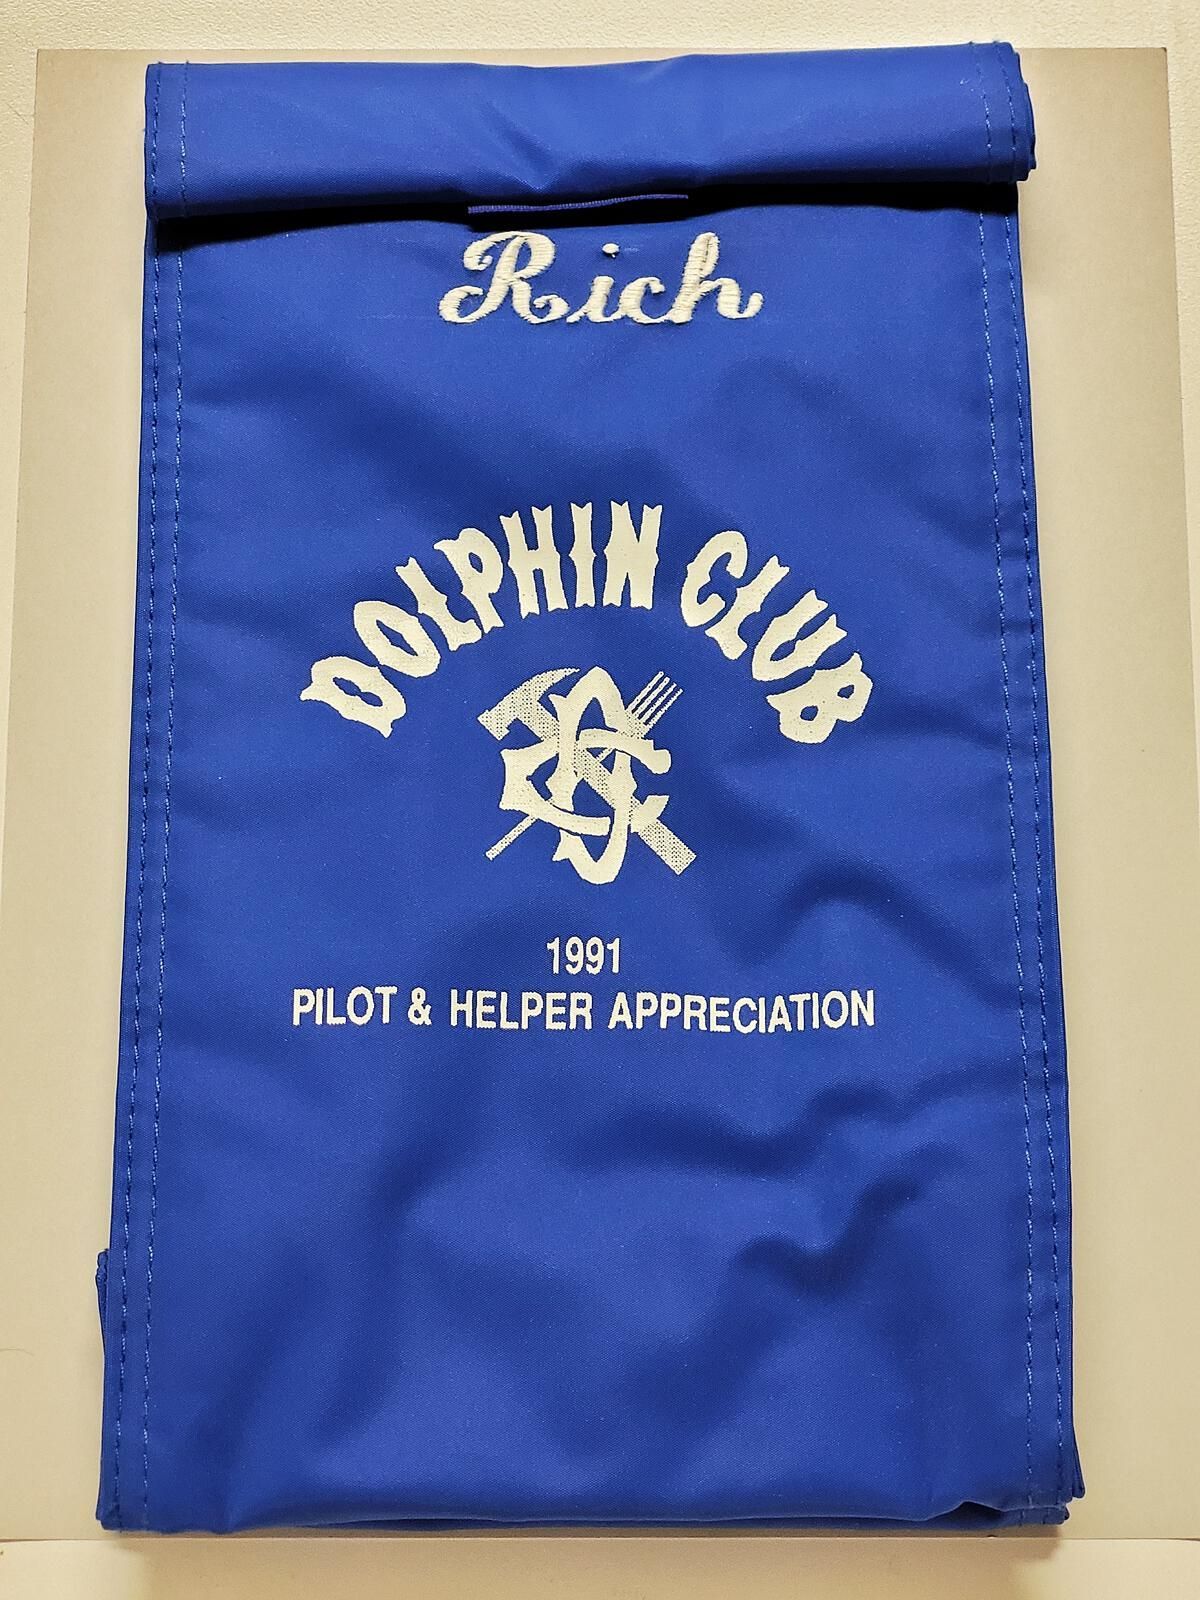 Rich
DOLPHIN CLUB
1991
PILOT & HELPER APPRECIATION